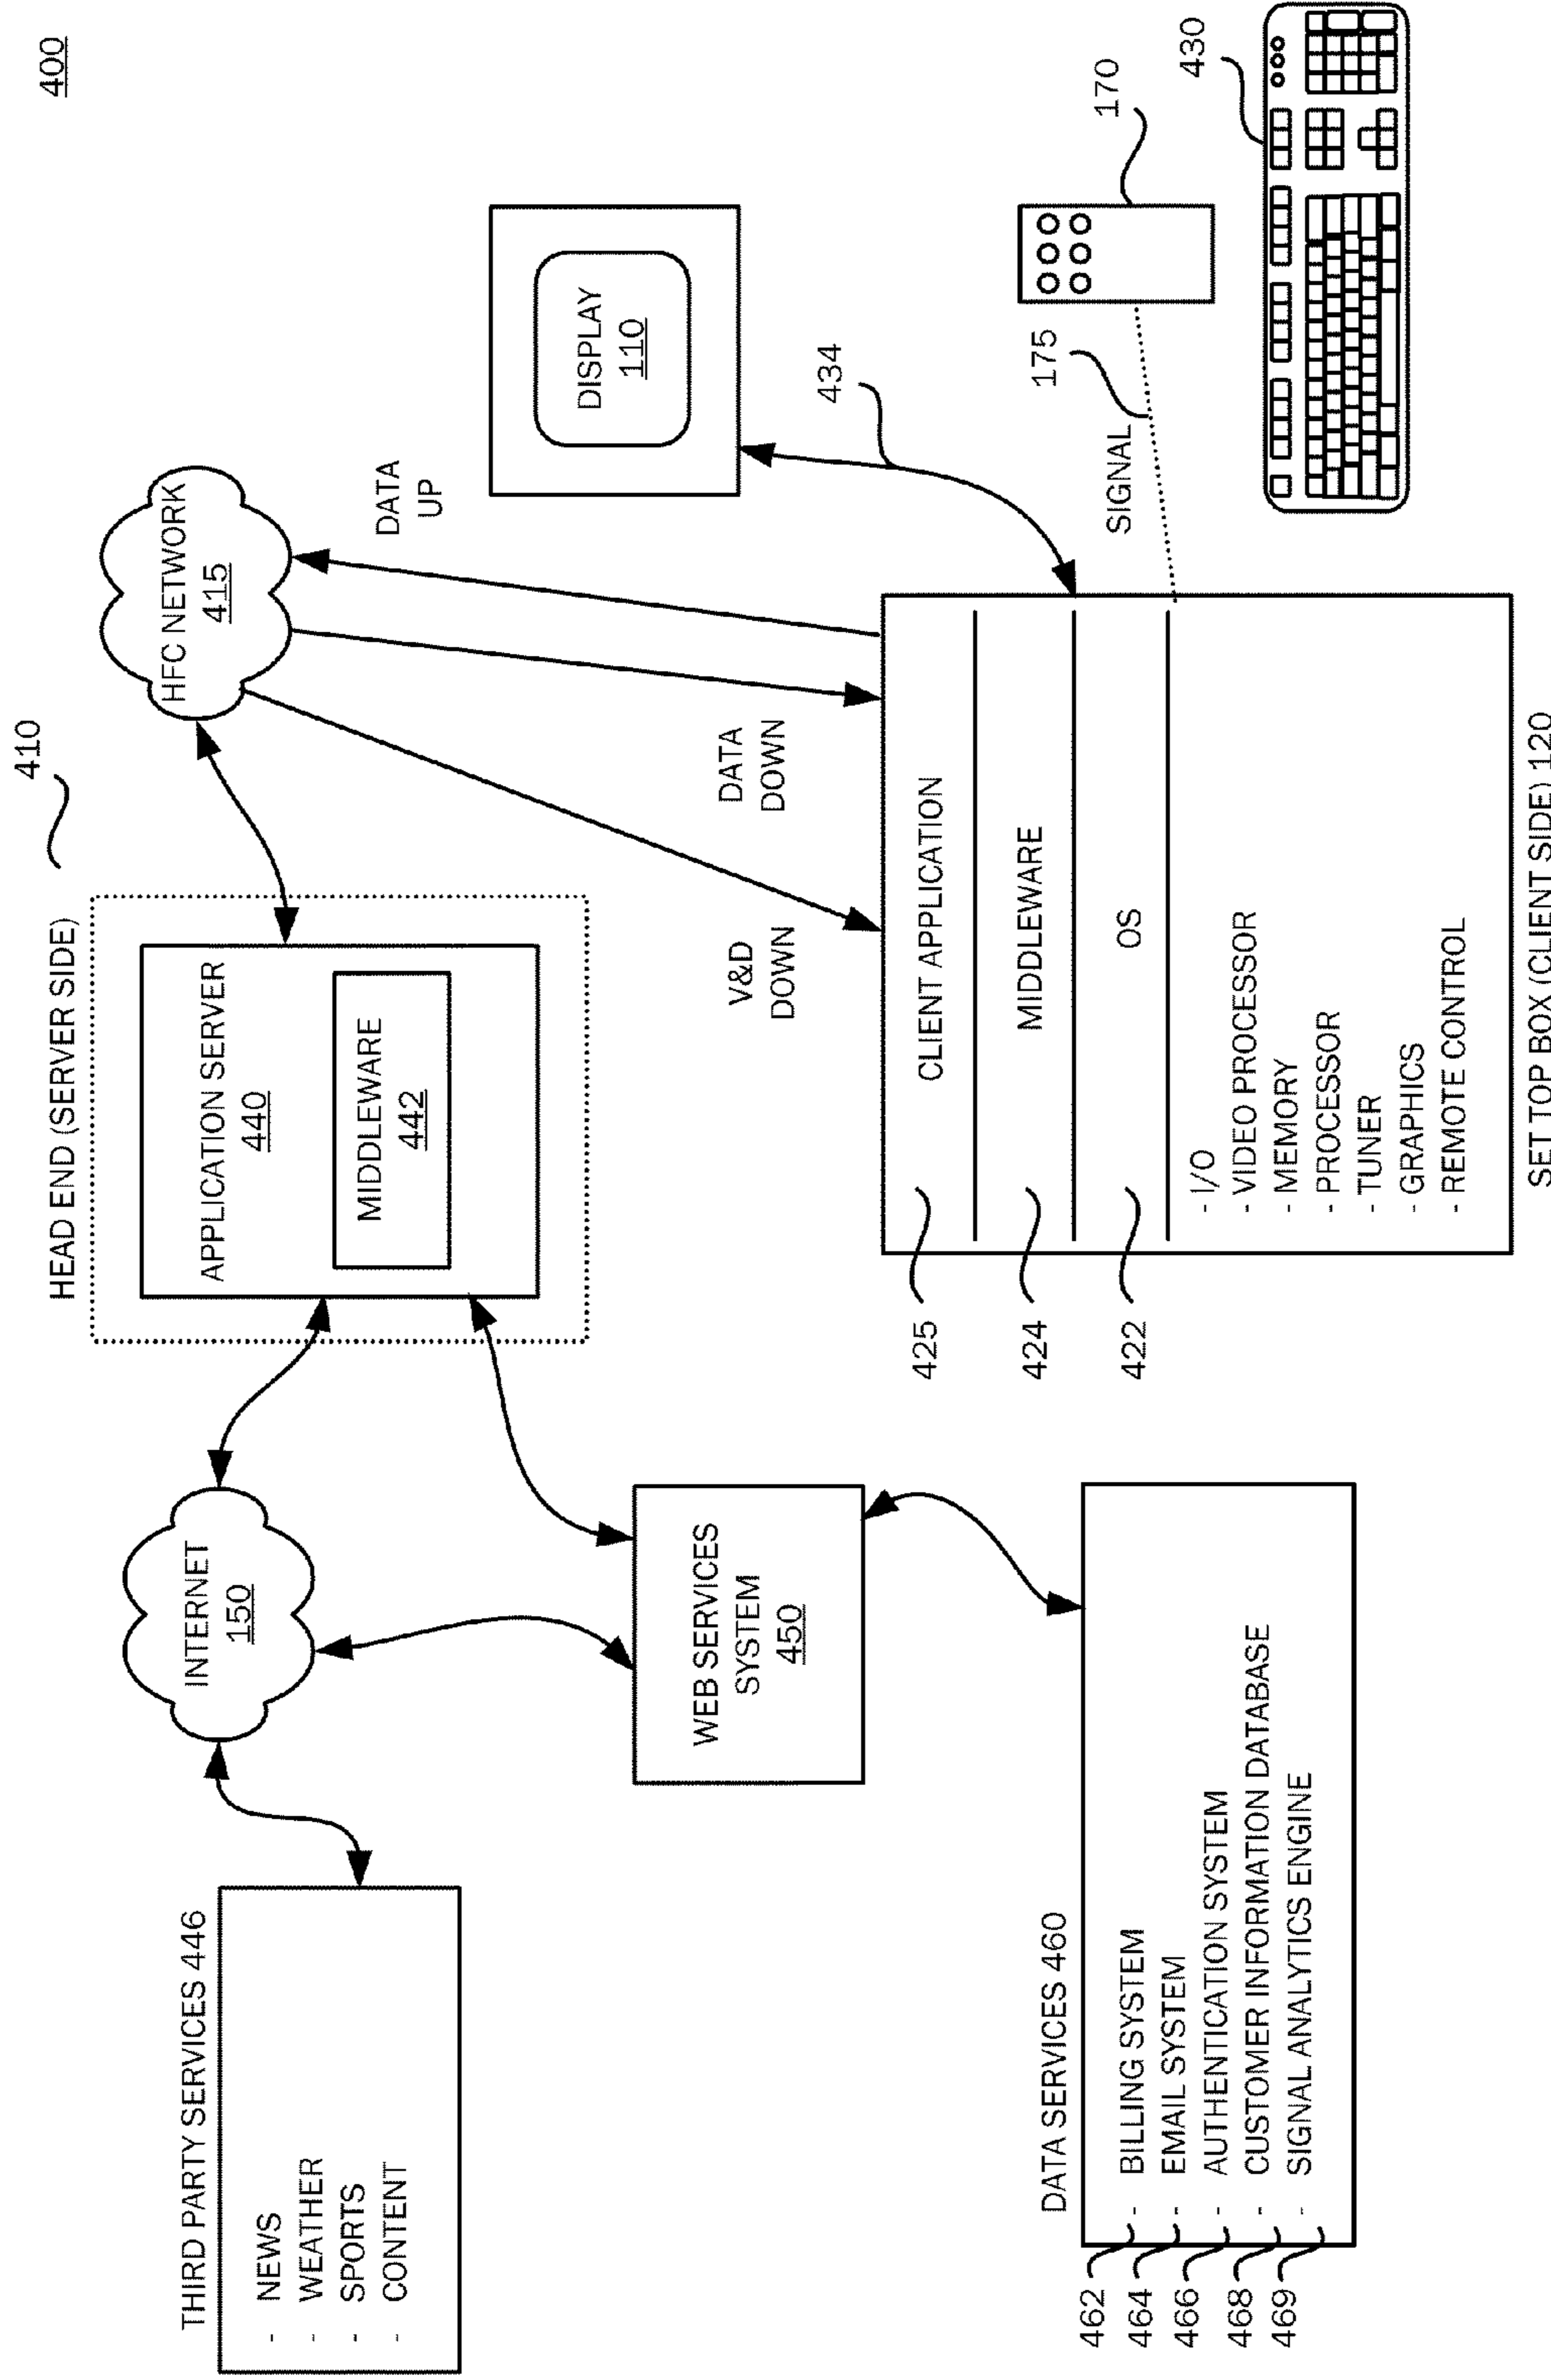 400
HEAD END (SERVER SIDE)
410
APPLICATION SERVER
440
MIDDLEWARE
442
HFC NETWORK
415
INTERNET
150
THIRD PARTY SERVICES 446
- NEWS
- WEATHER
- SPORTS
- CONTENT
WEB SERVICES
SYSTEM
450
DATA
UP
DATA
DOWN
V&D
DOWN
DISPLAY
110
434
CLIENT APPLICATION
425
MIDDLEWARE
424
OS
422
- I/O
- VIDEO PROCESSOR
- MEMORY
- PROCESSOR
- TUNER
- GRAPHICS
- REMOTE CONTROL
SET TOP BOX (CLIENT SIDE) 120
SIGNAL
175
170
430
DATA SERVICES 460
462
- BILLING SYSTEM
464
- EMAIL SYSTEM
466
- AUTHENTICATION SYSTEM
468
- CUSTOMER INFORMATION DATABASE
469
- SIGNAL ANALYTICS ENGINE